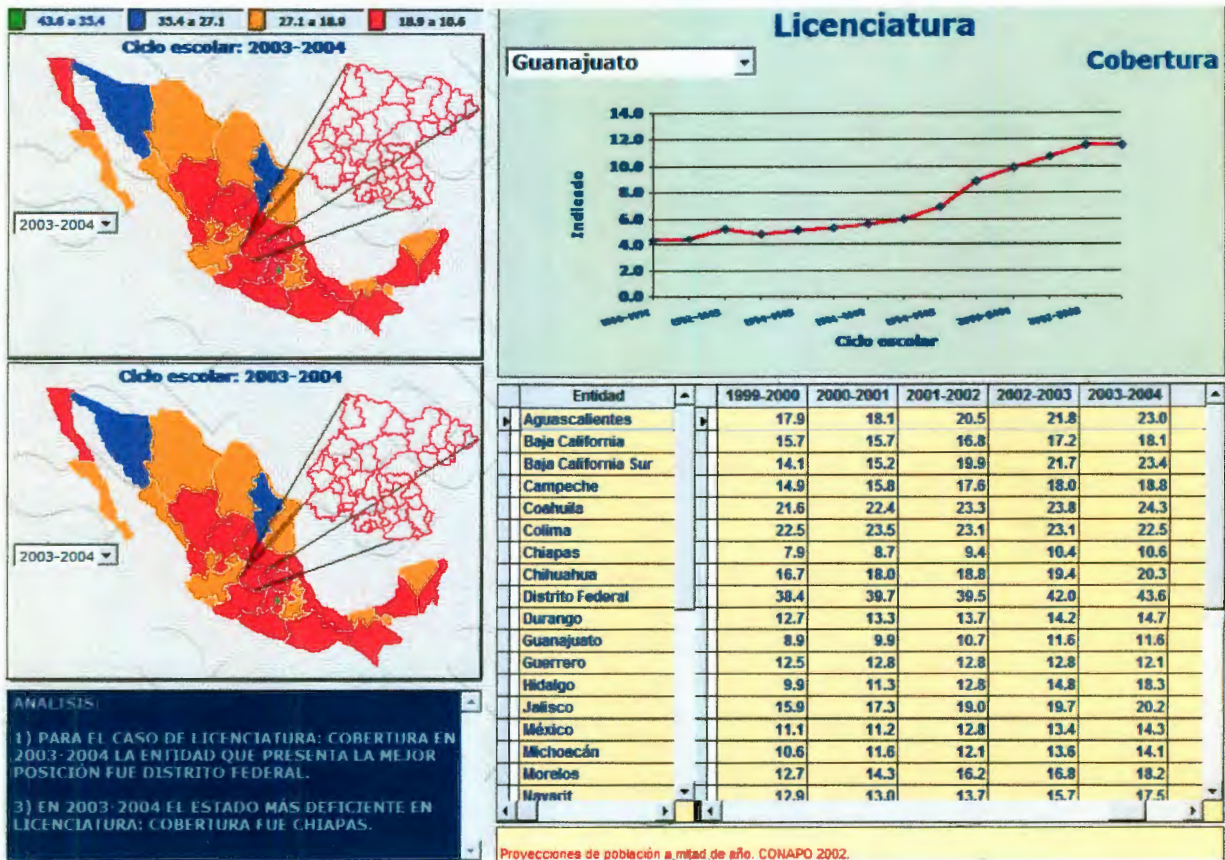 43.6 a 35.4 35.4 a 27.1 27.1 a 18.9 18.9 a 10.6
Ciclo escolar: 2003-2004
2003-2004
Ciclo escolar: 2003-2004
2003-2004
ANALISIS:
1) PARA EL CASO DE LICENCIATURA: COBERTURA EN
2003-2004 LA ENTIDAD QUE PRESENTA LA MEJOR
POSICIÓN FUE DISTRITO FEDERAL.
3) EN 2003-2004 EL ESTADO MÁS DEFICIENTE EN
LICENCIATURA: COBERTURA FUE CHIAPAS.
Licenciatura
Guanajuato
Cobertura
14.0
12.0
10.0
8.0
6.0
4.0
2.0
0.0
Indicado
Ciclo escolar
Entidad 1999-2000 2000-2001 2001-2002 2002-2003 2003-2004
Aguascalientes 17.9 18.1 20.5 21.8 23.0
Baja California 15.7 15.7 16.8 17.2 18.1
Baja California Sur 14.1 15.2 19.9 21.7 23.4
Campeche 14.9 15.8 17.6 18.0 18.8
Coahuila 21.6 22.4 23.3 23.8 24.3
Colima 22.5 23.5 23.1 23.1 22.5
Chiapas 7.9 8.7 9.4 10.4 10.6
Chihuahua 16.7 18.0 18.8 19.4 20.3
Distrito Federal 38.4 39.7 39.5 42.0 43.6
Durango 12.7 13.3 13.7 14.2 14.7
Guanajuato 8.9 9.9 10.7 11.6 11.6
Guerrero 12.5 12.8 12.8 12.8 12.1
Hidalgo 9.9 11.3 12.8 14.8 18.3
Jalisco 15.9 17.3 19.0 19.7 20.2
México 11.1 11.2 12.8 13.4 14.3
Michoacán 10.6 11.6 12.1 13.6 14.1
Morelos 12.7 14.3 16.2 16.8 18.2
Nayarit 12.9 13.0 13.7 15.7 17.5
Proyecciones de población a mitad de año. CONAPO 2002.